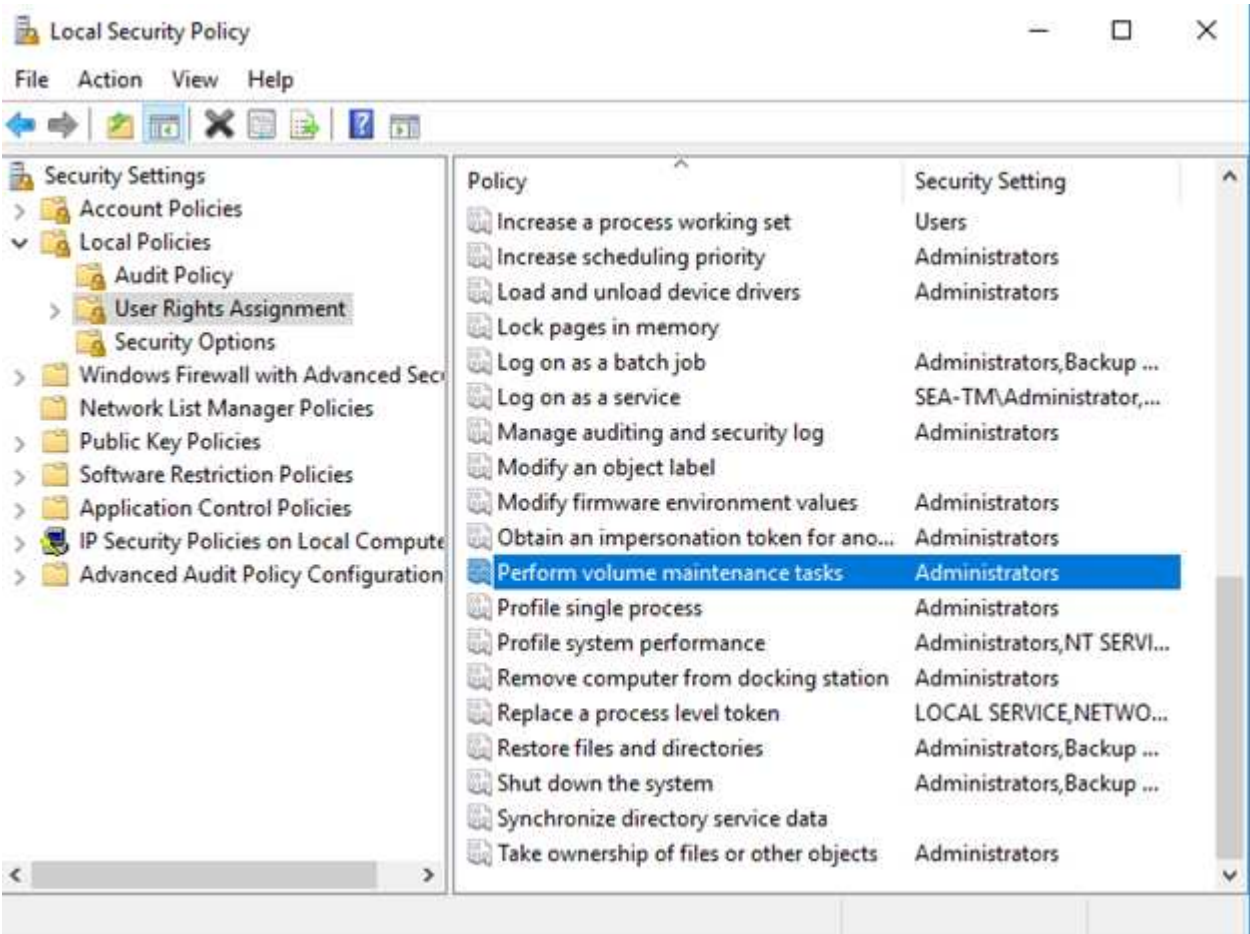 Local Security Policy
File Action View Help
Security Settings
Account Policies
Local Policies
Audit Policy
User Rights Assignment
Security Options
Windows Firewall with Advanced Secu
Network List Manager Policies
Public Key Policies
Software Restriction Policies
Application Control Policies
IP Security Policies on Local Compute
Advanced Audit Policy Configuration
Policy Security Setting
Increase a process working set Users
Increase scheduling priority Administrators
Load and unload device drivers Administrators
Lock pages in memory
Log on as a batch job Administrators,Backup ...
Log on as a service SEA-TM\Administrator,...
Manage auditing and security log Administrators
Modify an object label
Modify firmware environment values Administrators
Obtain an impersonation token for ano... Administrators
Perform volume maintenance tasks Administrators
Profile single process Administrators
Profile system performance Administrators,NT SERVI...
Remove computer from docking station Administrators
Replace a process level token LOCAL SERVICE,NETWO...
Restore files and directories Administrators,Backup ...
Shut down the system Administrators,Backup ...
Synchronize directory service data
Take ownership of files or other objects Administrators